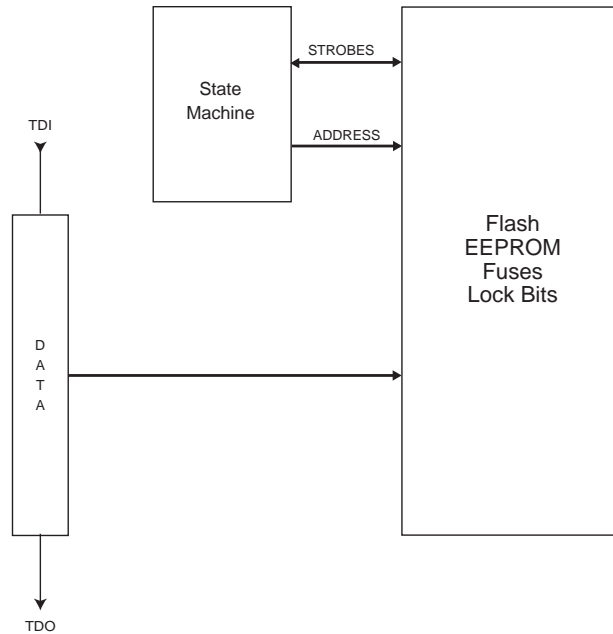 STROBES
State
Machine
ADDRESS
TDI
Flash
EEPROM
Fuses
Lock Bits
D
A
T
A
TDO